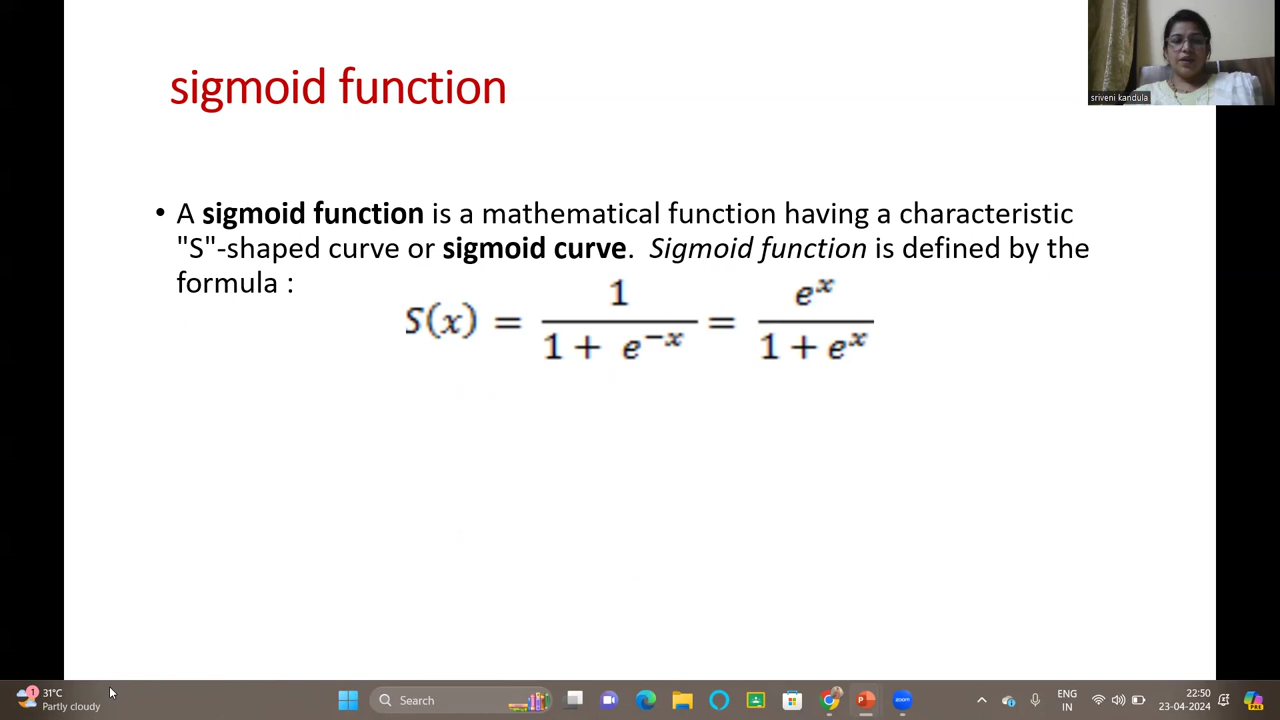 sigmoid function
sriveni kandula
• A sigmoid function is a mathematical function having a characteristic
"S"-shaped curve or sigmoid curve. Sigmoid function is defined by the
formula :
S(x) = 1 / (1 + e^{-x}) = e^x / (1 + e^x)
1
31°C
Partly cloudy
Search
ENG
IN
22:50
23-04-2024